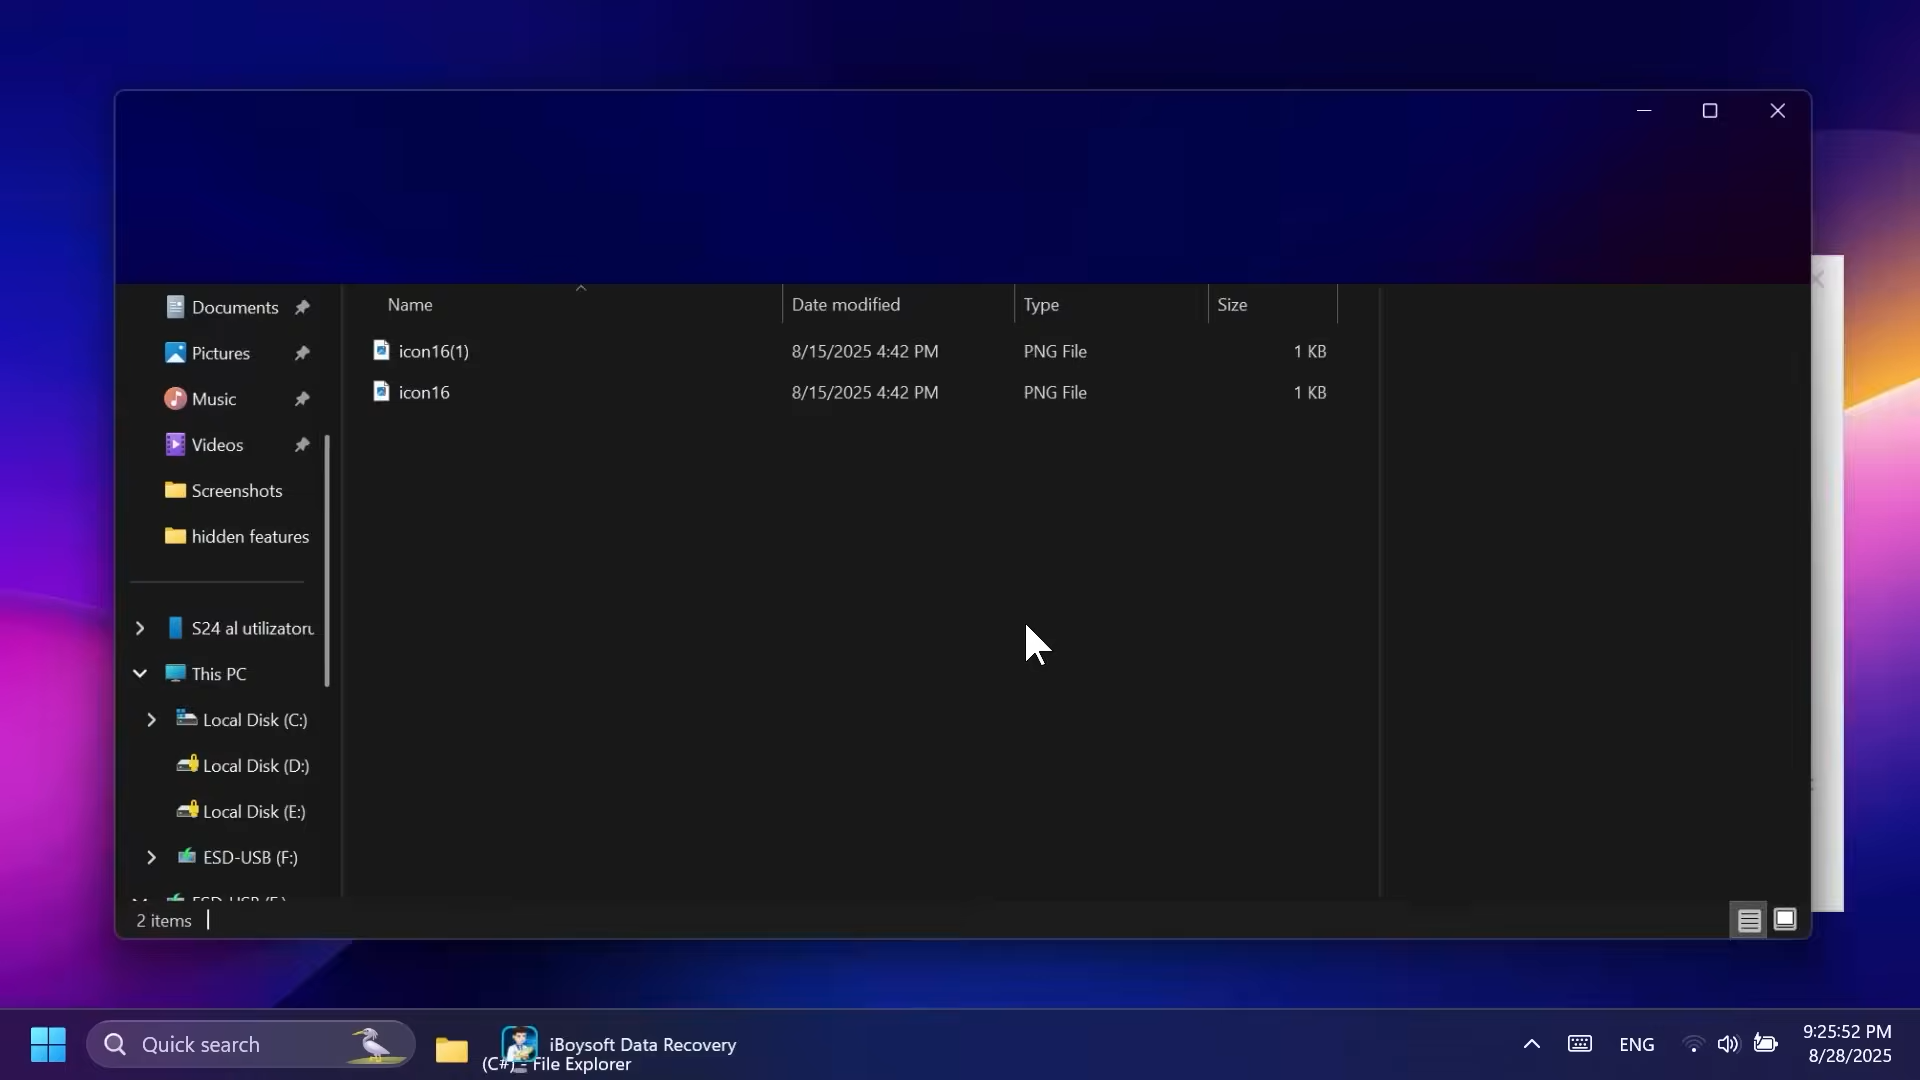 Name Date modified Type Size
icon16(1) 8/15/2025 4:42 PM PNG File 1 KB
icon16 8/15/2025 4:42 PM PNG File 1 KB
Documents
Pictures
Music
Videos
Screenshots
hidden features
S24 al utilizatoru
This PC
Local Disk (C:)
Local Disk (D:)
Local Disk (E:)
ESD-USB (F:)
ESD-USB (F:)
2 items
Quick search
iBoysoft Data Recovery
(C#) - File Explorer
ENG
9:25:52 PM
8/28/2025